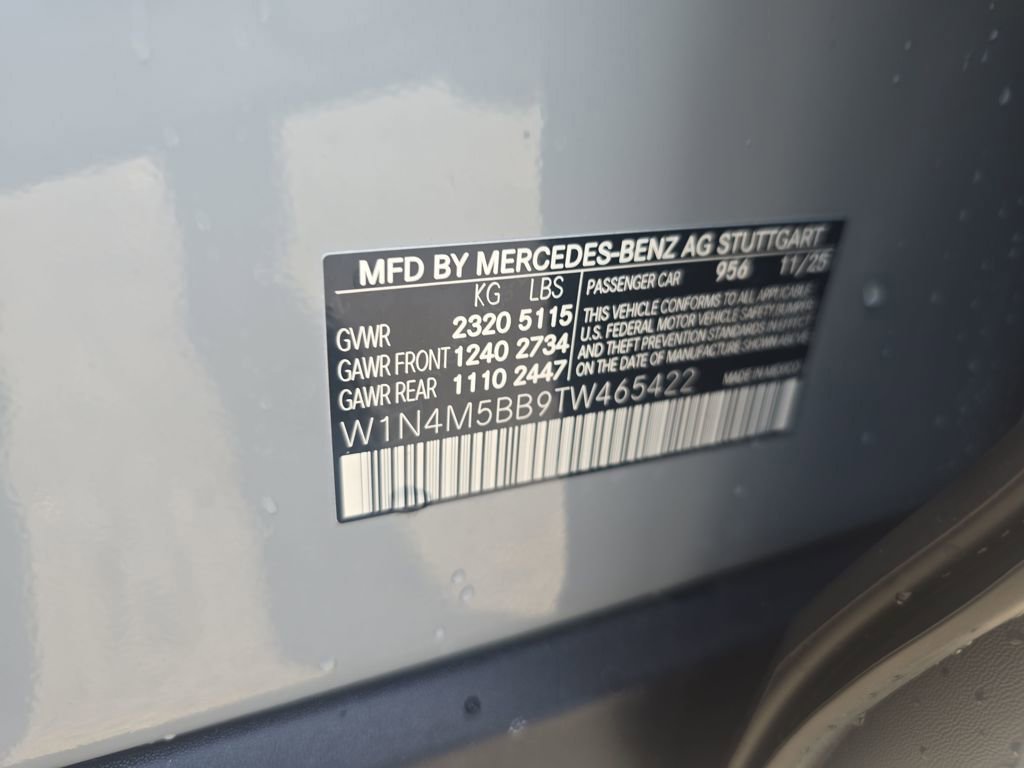 MFD BY MERCEDES-BENZ AG STUTTGART
KG LBS
GVWR 2320 5115
GAWR FRONT 1240 2734
GAWR REAR 1110 2447
PASSENGER CAR 956 11/25
THIS VEHICLE CONFORMS TO ALL APPLICABLE
U.S. FEDERAL MOTOR VEHICLE SAFETY BUMPER
AND THEFT PREVENTION STANDARDS IN EFFECT
ON THE DATE OF MANUFACTURE SHOWN ABOVE
W1N4M5BB9TW465422
MADE IN MEXICO